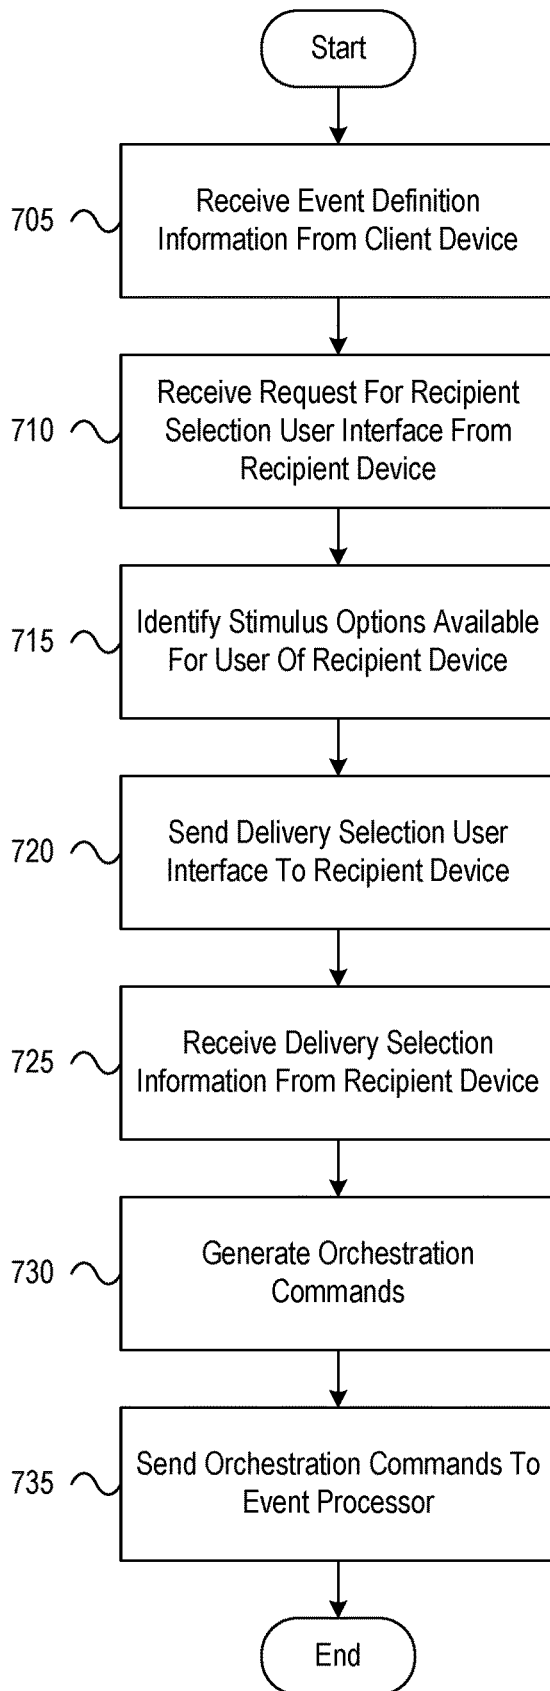 Start
705
Receive Event Definition
Information From Client Device
710
Receive Request For Recipient
Selection User Interface From
Recipient Device
715
Identify Stimulus Options Available
For User Of Recipient Device
720
Send Delivery Selection User
Interface To Recipient Device
725
Receive Delivery Selection
Information From Recipient Device
730
Generate Orchestration
Commands
735
Send Orchestration Commands To
Event Processor
End